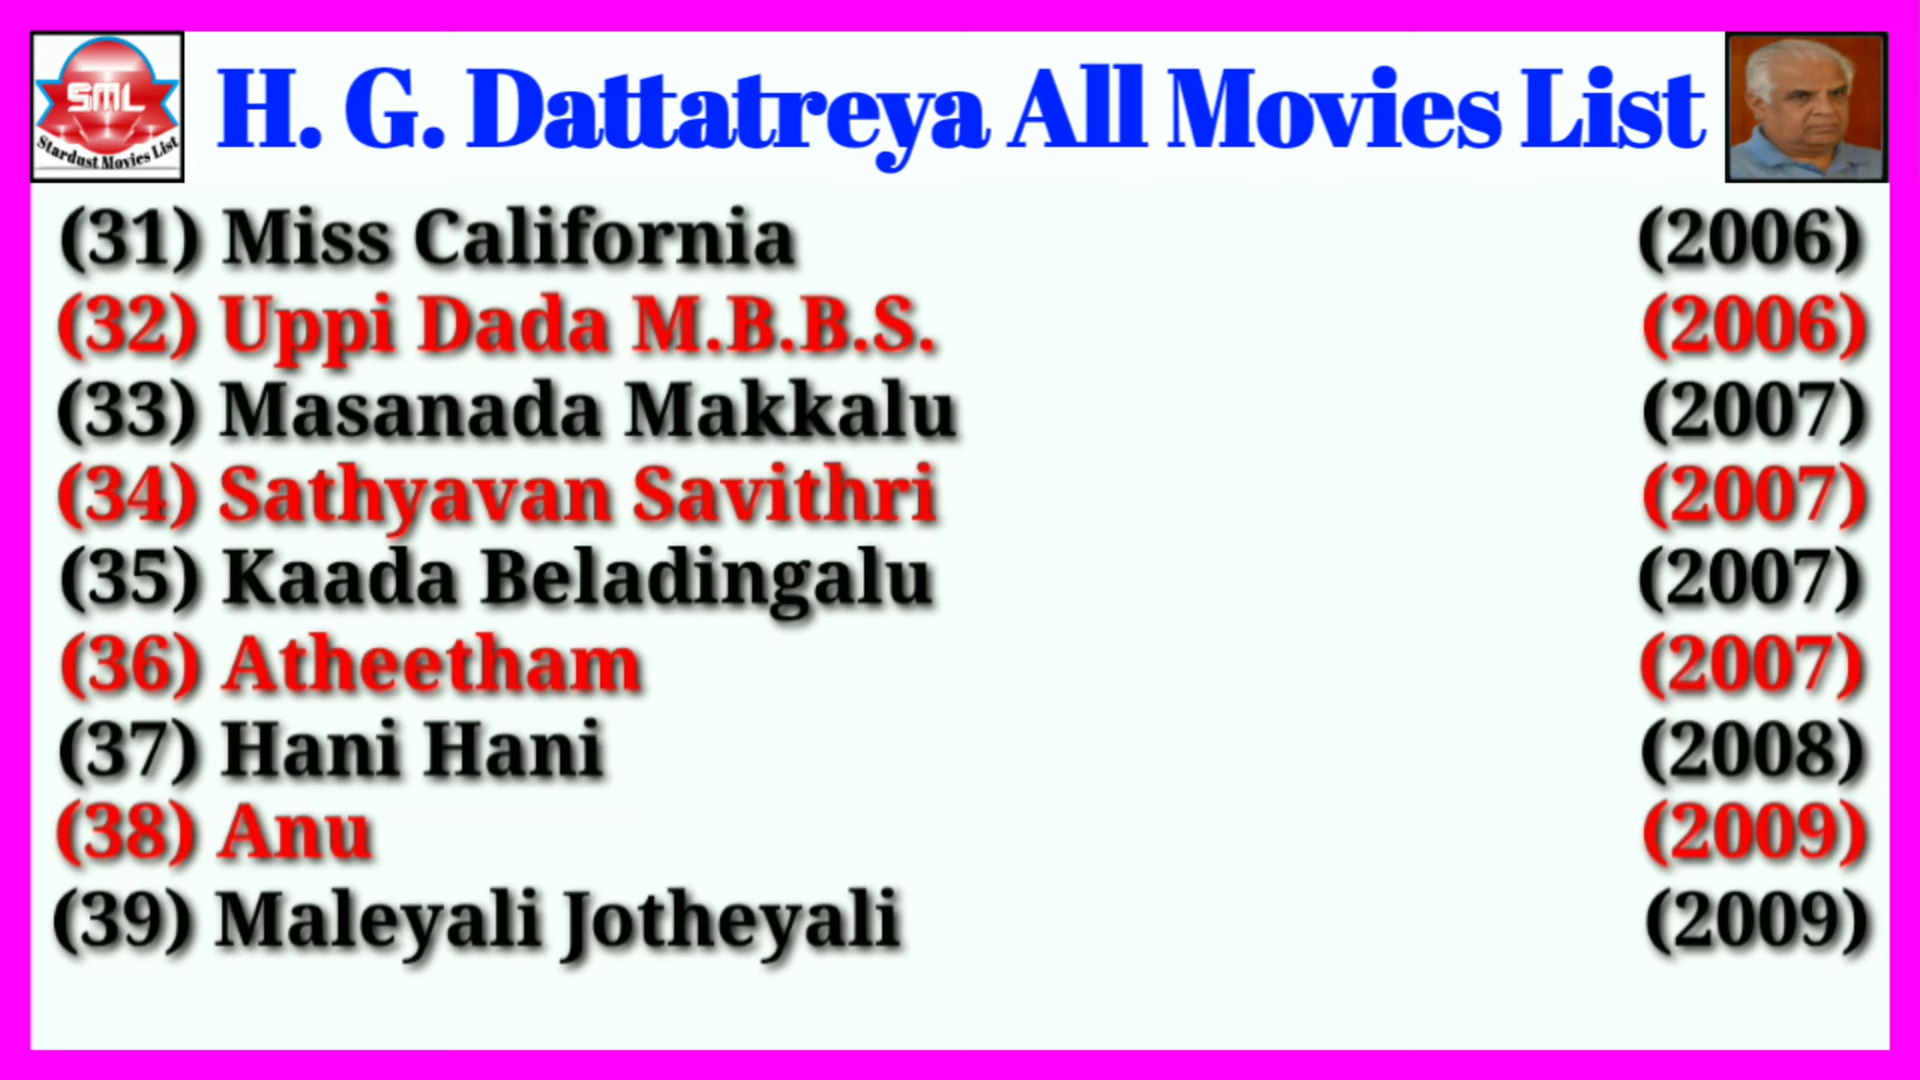 SML
Stardust Movies List
H. G. Dattatreya All Movies List
(31) Miss California (2006)
(32) Uppi Dada M.B.B.S. (2006)
(33) Masanada Makkalu (2007)
(34) Sathyavan Savithri (2007)
(35) Kaada Beladingalu (2007)
(36) Atheetham (2007)
(37) Hani Hani (2008)
(38) Anu (2009)
(39) Maleyali Jotheyali (2009)